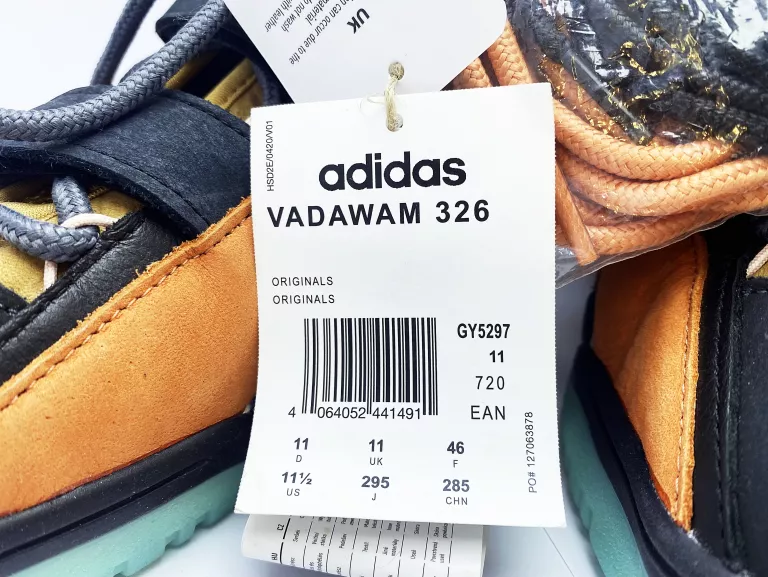 UK
HSD2E/0420/V01
adidas
VADAWAM 326
ORIGINALS
ORIGINALS
GY5297
11
720
EAN
4 064052 441491
11 11 46
D UK F
11½ 295 285
US J CHN
PO# 127063878